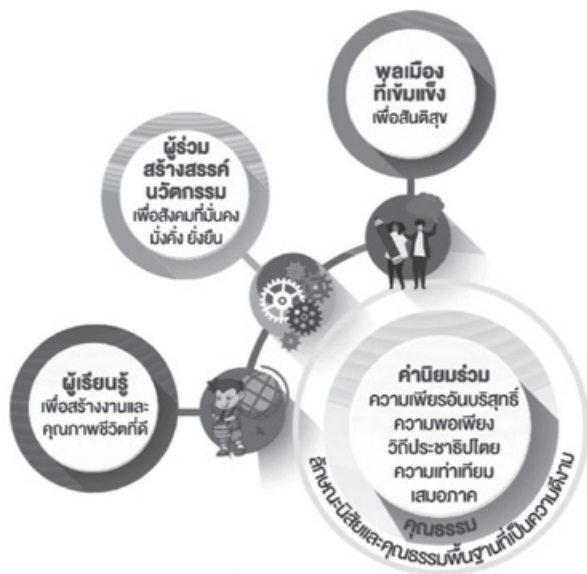 พลเมือง
ที่เข้มแข็ง
เพื่อสันติสุข
ผู้ร่วม
สร้างสรรค์
นวัตกรรม
เพื่อสังคมที่มั่นคง
มั่งคั่ง ยั่งยืน
ผู้เรียนรู้
เพื่อสร้างงานและ
คุณภาพชีวิตที่ดี
ค่านิยมร่วม
ความเพียรอันบริสุทธิ์
ความพอเพียง
วิถีประชาธิปไตย
ความเท่าเทียม
เสมอภาค
คุณธรรม
ลักษณะนิสัยและคุณธรรมพื้นฐานที่เป็นความดีงาม